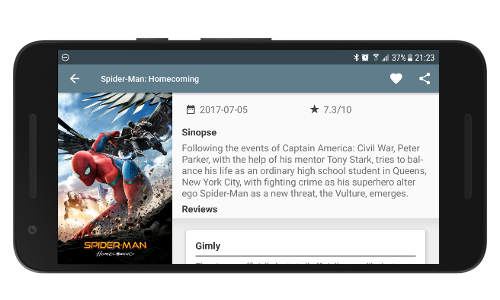 37% 21:23
Spider-Man: Homecoming
2017-07-05 7.3/10
Sinopse
Following the events of Captain America: Civil War, Peter
Parker, with the help of his mentor Tony Stark, tries to bal-
ance his life as an ordinary high school student in Queens,
New York City, with fighting crime as his superhero alter
ego Spider-Man as a new threat, the Vulture, emerges.
Reviews
Gimly
SPIDER-MAN
HOMECOMING